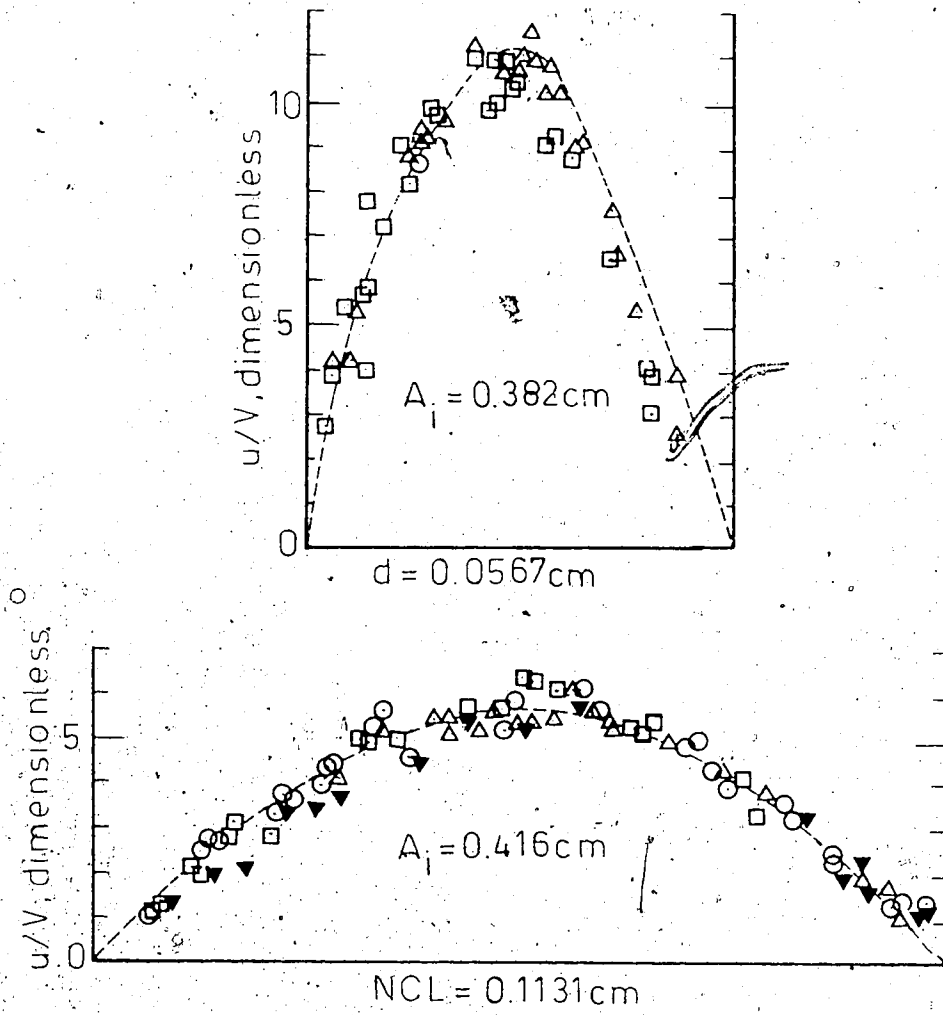 10
5
0
u/V, dimensionless
A_i = 0.382cm
d = 0.0567cm
5
0
u/V, dimensionless
A_i = 0.416cm
NCL = 0.1131cm